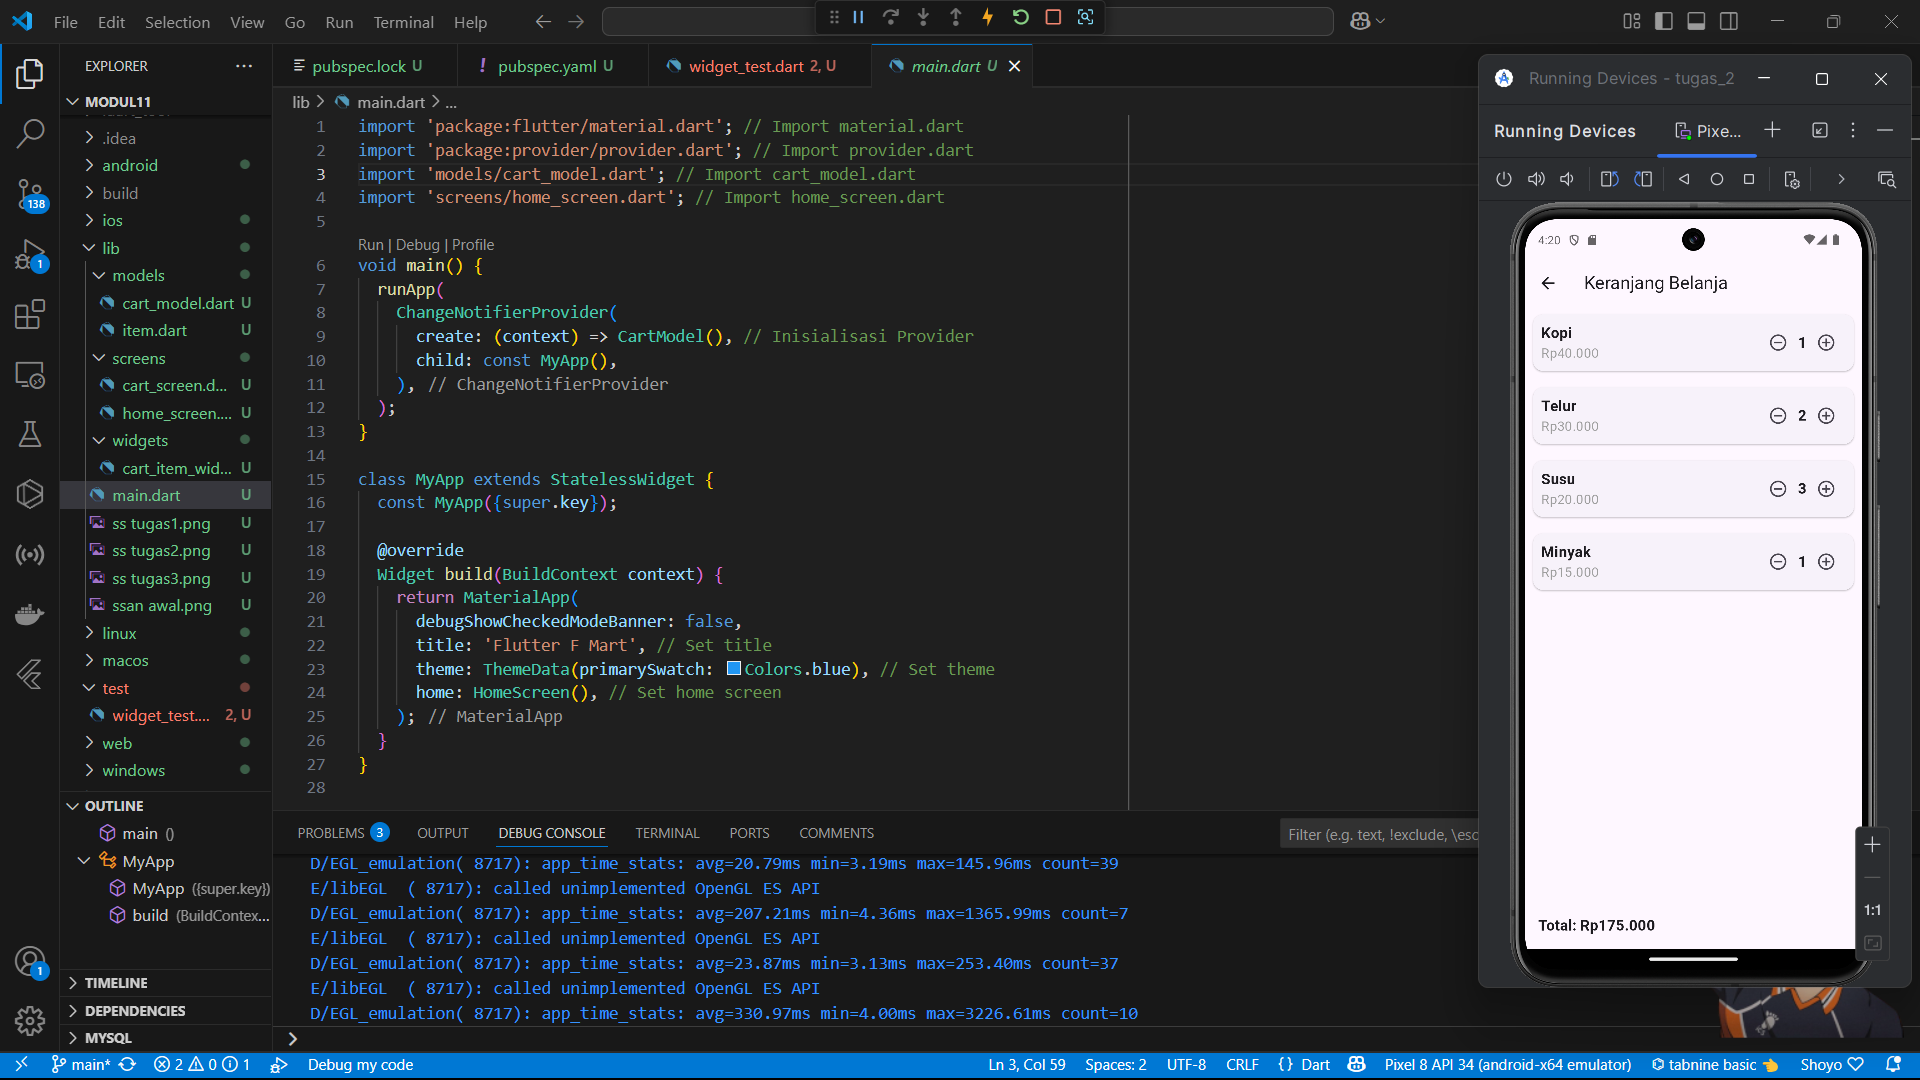 File Edit Selection View Go Run Terminal Help
EXPLORER
MODUL11
.idea
android
build
ios
lib
models
cart_model.dart U
item.dart U
screens
cart_screen.d... U
home_screen.... U
widgets
cart_item_wid... U
main.dart U
ss tugas1.png U
ss tugas2.png U
ss tugas3.png U
ssan awal.png U
linux
macos
test
widget_test.... 2, U
web
windows
OUTLINE
main ()
MyApp
MyApp ({super.key})
build (BuildContex...
TIMELINE
DEPENDENCIES
MYSQL
138
1
1
pubspec.lock U
! pubspec.yaml U
widget_test.dart 2, U
main.dart U
lib > main.dart > ...
1 import 'package:flutter/material.dart'; // Import material.dart
2 import 'package:provider/provider.dart'; // Import provider.dart
3 import 'models/cart_model.dart'; // Import cart_model.dart
4 import 'screens/home_screen.dart'; // Import home_screen.dart
5
Run | Debug | Profile
6 void main() {
7 runApp(
8 ChangeNotifierProvider(
9 create: (context) => CartModel(), // Inisialisasi Provider
10 child: const MyApp(),
11 ), // ChangeNotifierProvider
12 );
13 }
14
15 class MyApp extends StatelessWidget {
16 const MyApp({super.key});
17
18 @override
19 Widget build(BuildContext context) {
20 return MaterialApp(
21 debugShowCheckedModeBanner: false,
22 title: 'Flutter F Mart', // Set title
23 theme: ThemeData(primarySwatch: Colors.blue), // Set theme
24 home: HomeScreen(), // Set home screen
25 ); // MaterialApp
26 }
27 }
28
PROBLEMS 3 OUTPUT DEBUG CONSOLE TERMINAL PORTS COMMENTS
Filter (e.g. text, !exclude, \esc
D/EGL_emulation( 8717): app_time_stats: avg=20.79ms min=3.19ms max=145.96ms count=39
E/libEGL ( 8717): called unimplemented OpenGL ES API
D/EGL_emulation( 8717): app_time_stats: avg=207.21ms min=4.36ms max=1365.99ms count=7
E/libEGL ( 8717): called unimplemented OpenGL ES API
D/EGL_emulation( 8717): app_time_stats: avg=23.87ms min=3.13ms max=253.40ms count=37
E/libEGL ( 8717): called unimplemented OpenGL ES API
D/EGL_emulation( 8717): app_time_stats: avg=330.97ms min=4.00ms max=3226.61ms count=10
Running Devices - tugas_2
Running Devices
Pixe...
4:20
Keranjang Belanja
Kopi
Rp40.000
1
Telur
Rp30.000
2
Susu
Rp20.000
3
Minyak
Rp15.000
1
Total: Rp175.000
1:1
main* 2 0 1 Debug my code
Ln 3, Col 59 Spaces: 2 UTF-8 CRLF {} Dart Pixel 8 API 34 (android-x64 emulator) tabnine basic Shoyo